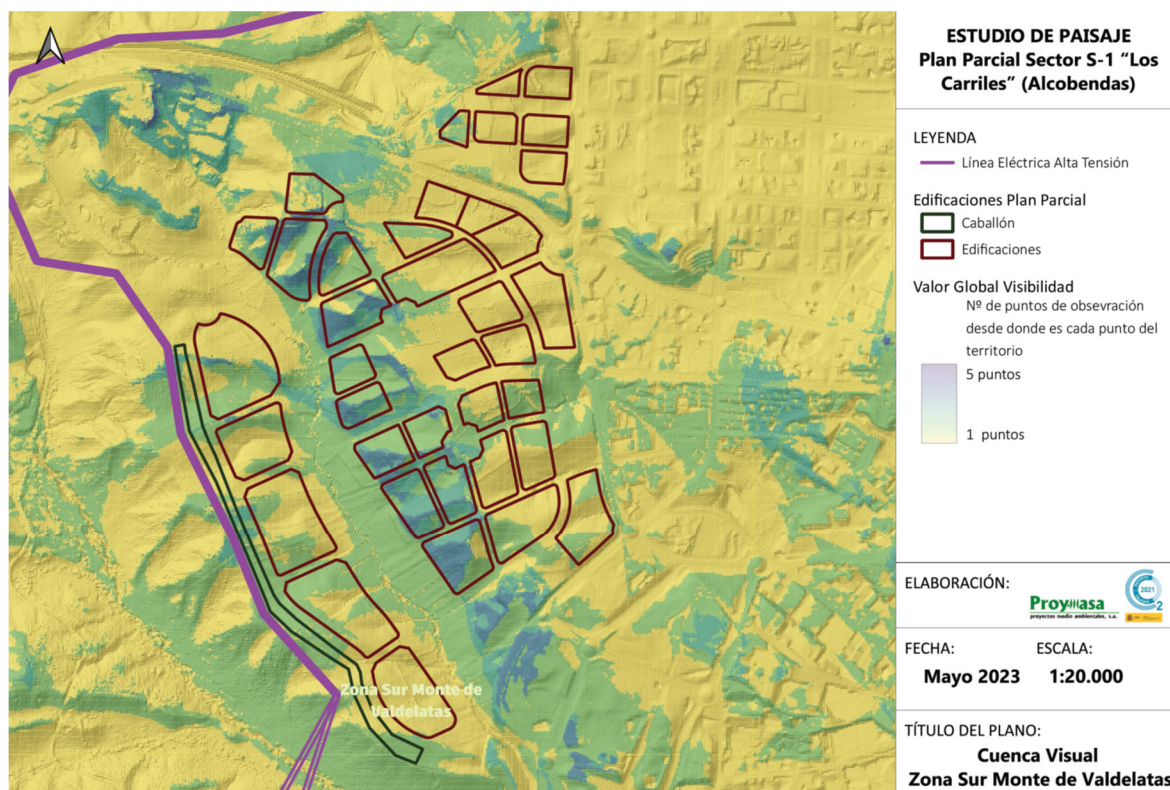 Zona Sur Monte de
Valdelatas
ESTUDIO DE PAISAJE
Plan Parcial Sector S-1 “Los
Carriles” (Alcobendas)
LEYENDA
Línea Eléctrica Alta Tensión
Edificaciones Plan Parcial
Caballón
Edificaciones
Valor Global Visibilidad
Nº de puntos de obsevración
desde donde es cada punto del
territorio
5 puntos
1 puntos
ELABORACIÓN:
Proymasa
proyectos medio ambientales, s.a.
2021
2
FECHA:
ESCALA:
Mayo 2023
1:20.000
TÍTULO DEL PLANO:
Cuenca Visual
Zona Sur Monte de Valdelatas